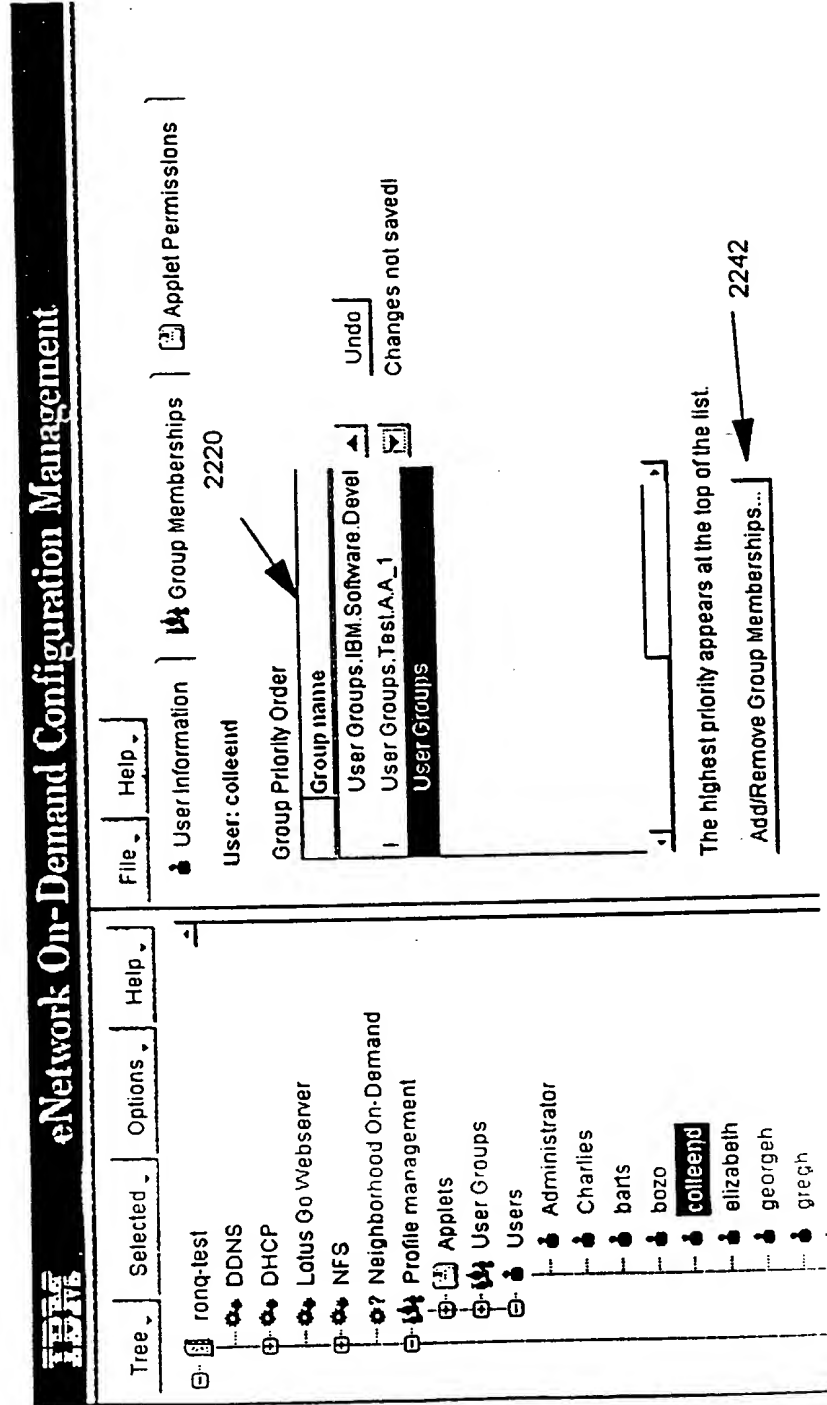 IBM eNetwork On-Demand Configuration Management
Tree Selected Options Help
ronq-test
DDNS
DHCP
Lotus Go Webserver
NFS
Neighborhood On-Demand
Profile management
Applets
User Groups
Users
Administrator
Charlies
barts
bozo
colleend
elizabeth
georgeh
gregh
File Help
User Information Group Memberships Applet Permissions
User: colleend
2220
Group Priority Order
Group name
User Groups.IBM.Software.Devel
User Groups.Test.A.A_1
User Groups
Undo
Changes not saved!
The highest priority appears at the top of the list.
Add/Remove Group Memberships...
2242